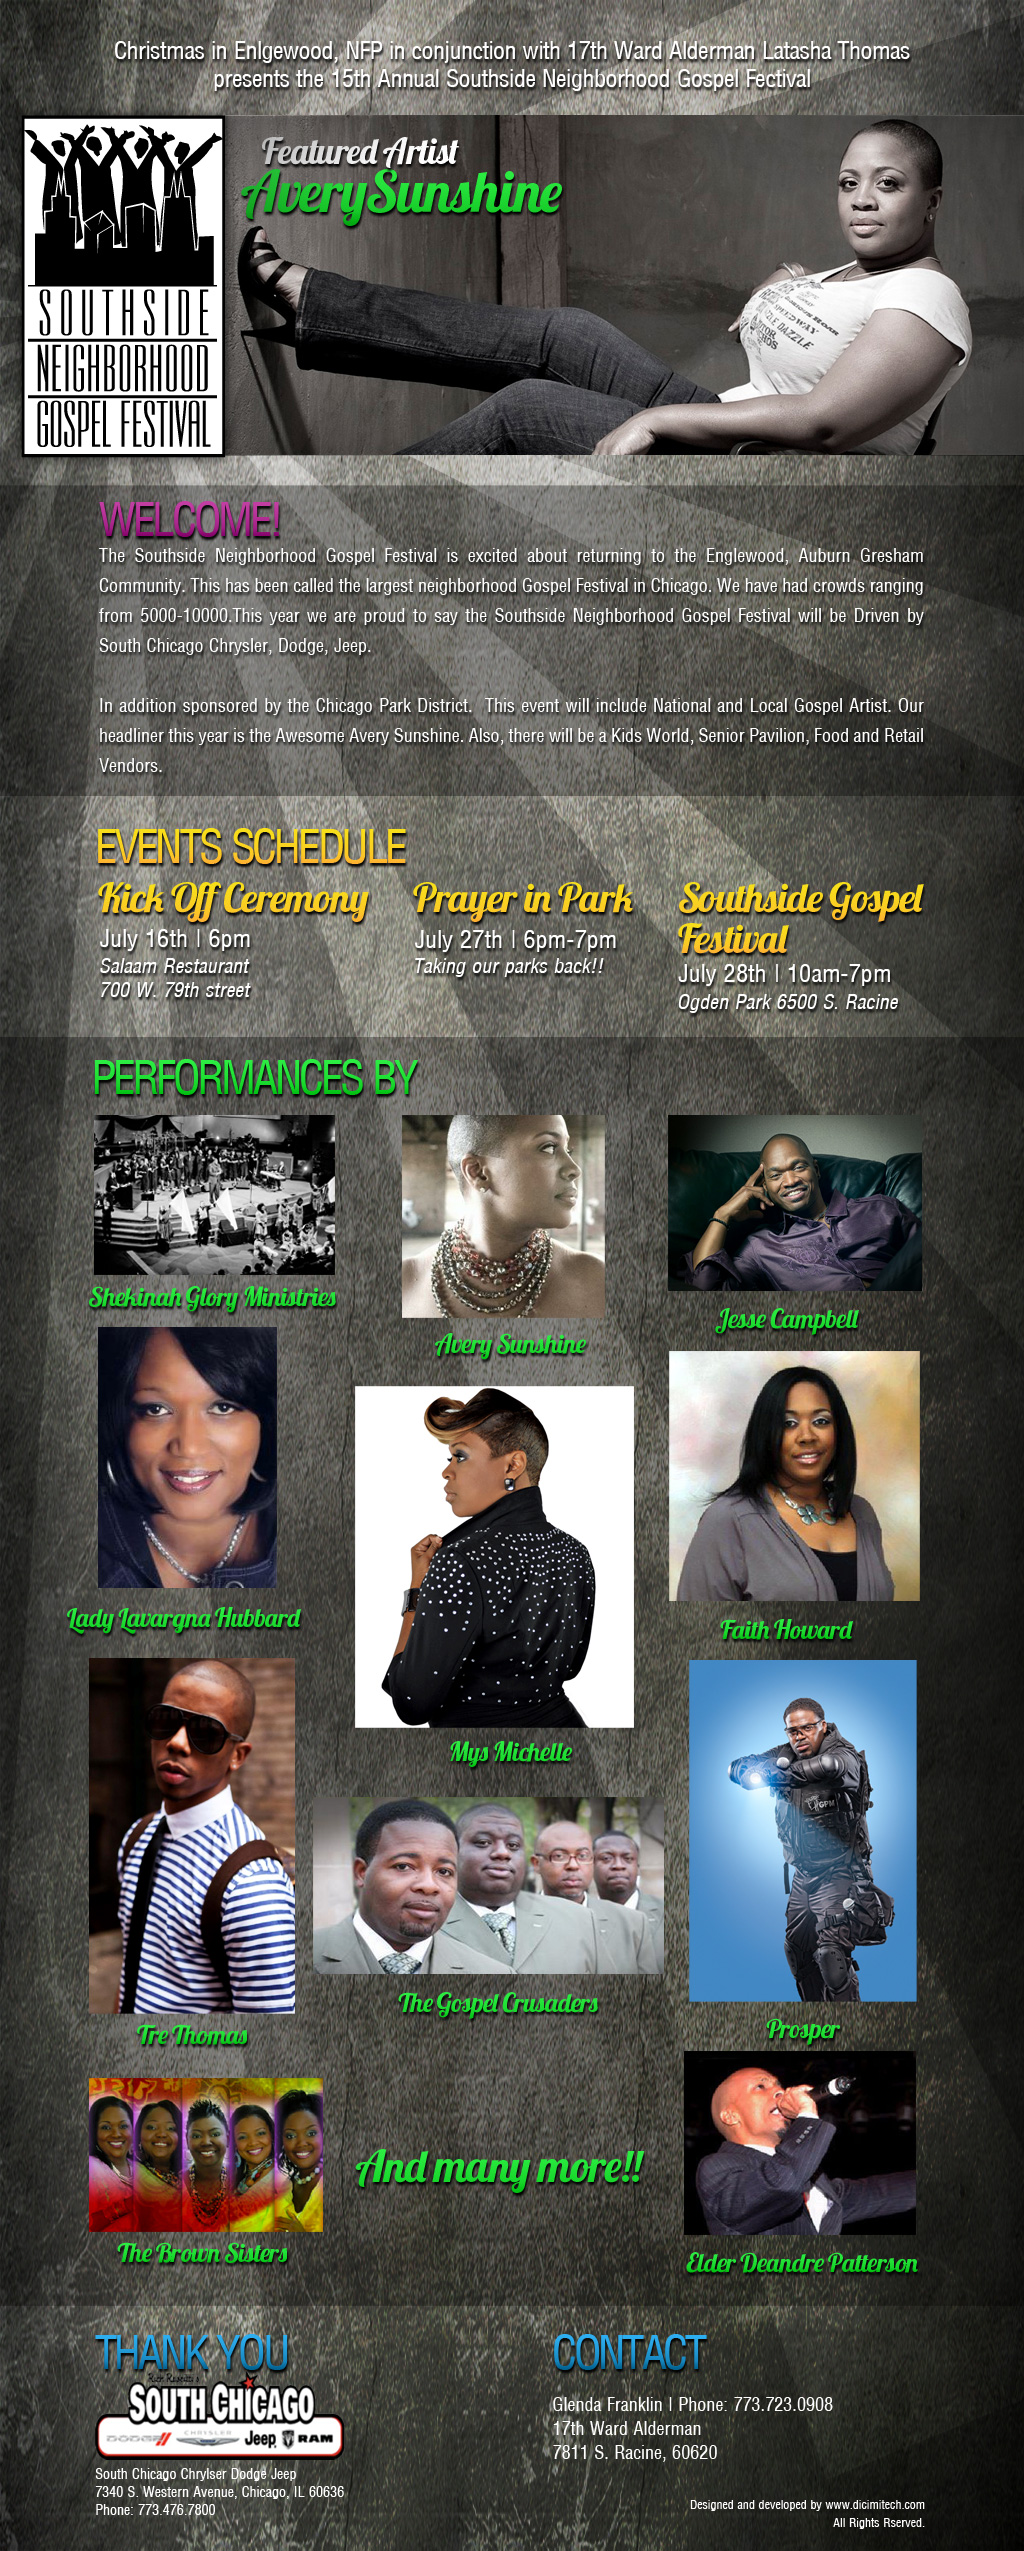 Christmas in Enlgewood, NFP in conjunction with 17th Ward Alderman Latasha Thomas
presents the 15th Annual Southside Neighborhood Gospel Fectival
Featured Artist
AverySunshine
SOUTHSIDE
NEIGHBORHOOD
GOSPEL FESTIVAL
WELCOME!
The Southside Neighborhood Gospel Festival is excited about returning to the Englewood, Auburn Gresham
Community. This has been called the largest neighborhood Gospel Festival in Chicago. We have had crowds ranging
from 5000-10000.This year we are proud to say the Southside Neighborhood Gospel Festival will be Driven by
South Chicago Chrysler, Dodge, Jeep.
In addition sponsored by the Chicago Park District. This event will include National and Local Gospel Artist. Our
headliner this year is the Awesome Avery Sunshine. Also, there will be a Kids World, Senior Pavilion, Food and Retail
Vendors.
EVENTS SCHEDULE
Kick Off Ceremony
July 16th | 6pm
Salaam Restaurant
700 W. 79th street
Prayer in Park
July 27th | 6pm-7pm
Taking our parks back!!
Southside Gospel
Festival
July 28th | 10am-7pm
Ogden Park 6500 S. Racine
PERFORMANCES BY
Shekinah Glory Ministries
Avery Sunshine
Jesse Campbell
Lady Lavargna Hubbard
Mys Michelle
Faith Howard
GPM
Tre Thomas
The Gospel Crusaders
Prosper
The Brown Sisters
And many more!!
Elder Deandre Patterson
THANK YOU
SOUTH CHICAGO
DODGE CHRYSLER Jeep RAM
South Chicago Chrylser Dodge Jeep
7340 S. Western Avenue, Chicago, IL 60636
Phone: 773.476.7800
CONTACT
Glenda Franklin | Phone: 773.723.0908
17th Ward Alderman
7811 S. Racine, 60620
Designed and developed by www.dicimitech.com
All Rights Rserved.